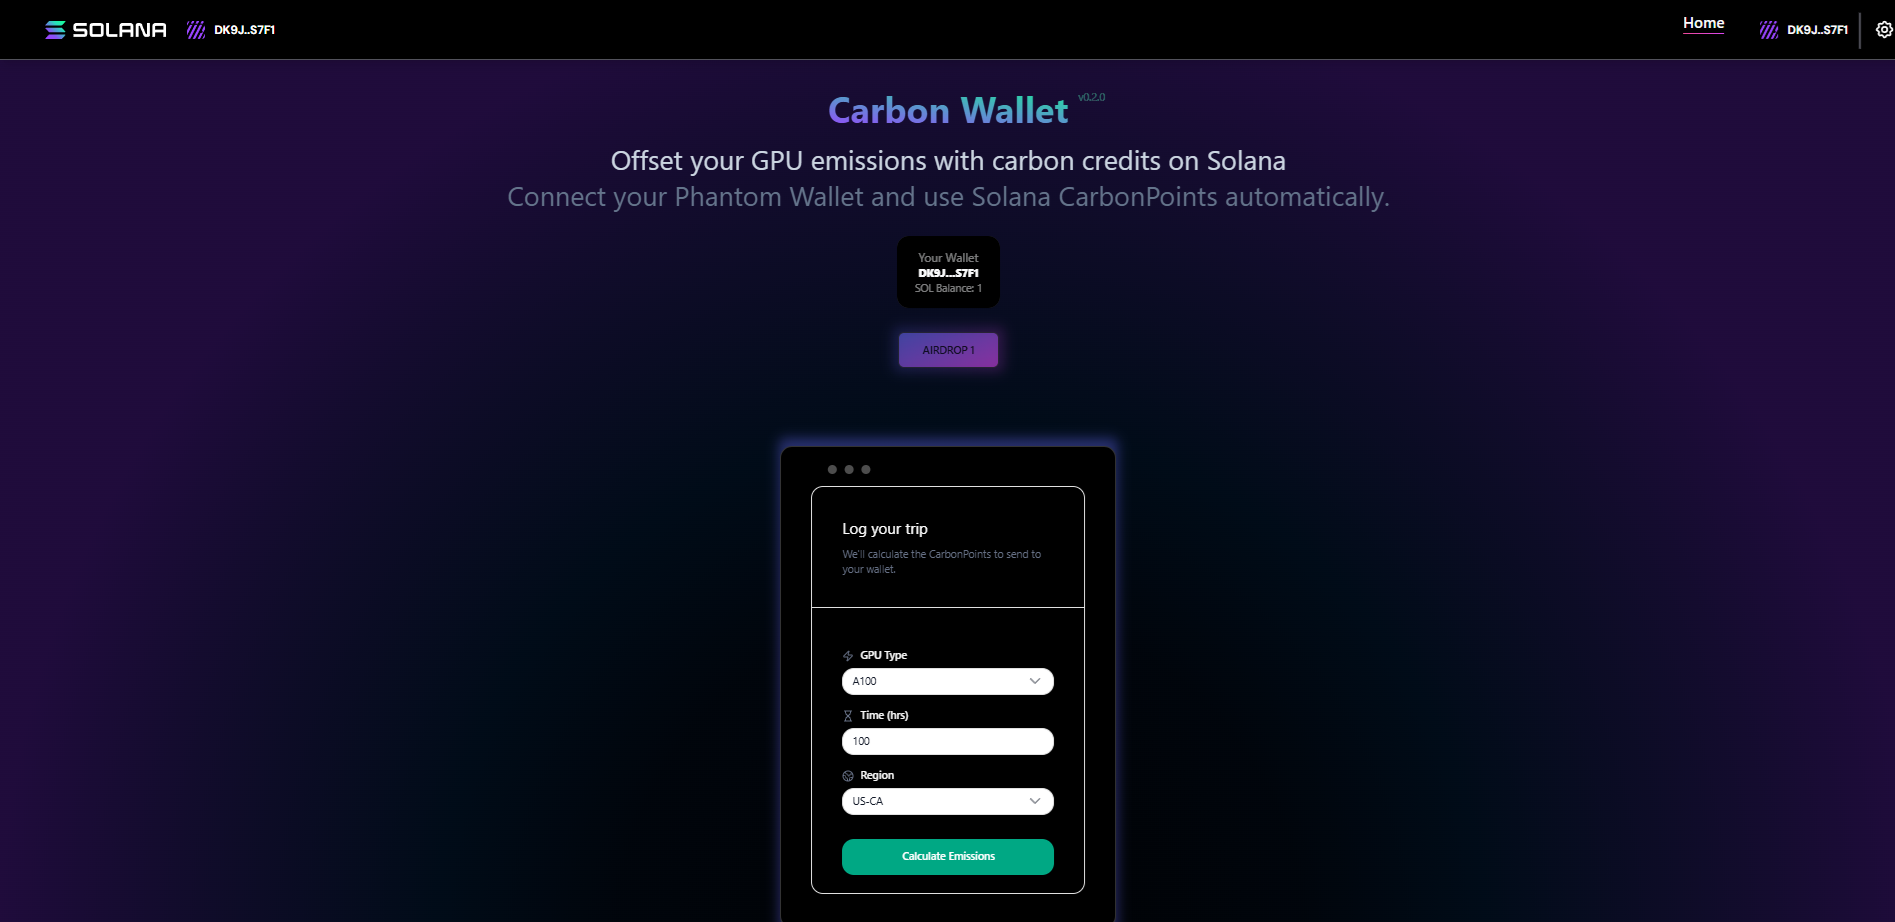 SOLANA DK9J..S7F1 Home DK9J..S7F1
Carbon Wallet v0.2.0
Offset your GPU emissions with carbon credits on Solana
Connect your Phantom Wallet and use Solana CarbonPoints automatically.
Your Wallet
DK9J...S7F1
SOL Balance: 1
AIRDROP 1
Log your trip
We'll calculate the CarbonPoints to send to
your wallet.
GPU Type
A100
Time (hrs)
100
Region
US-CA
Calculate Emissions